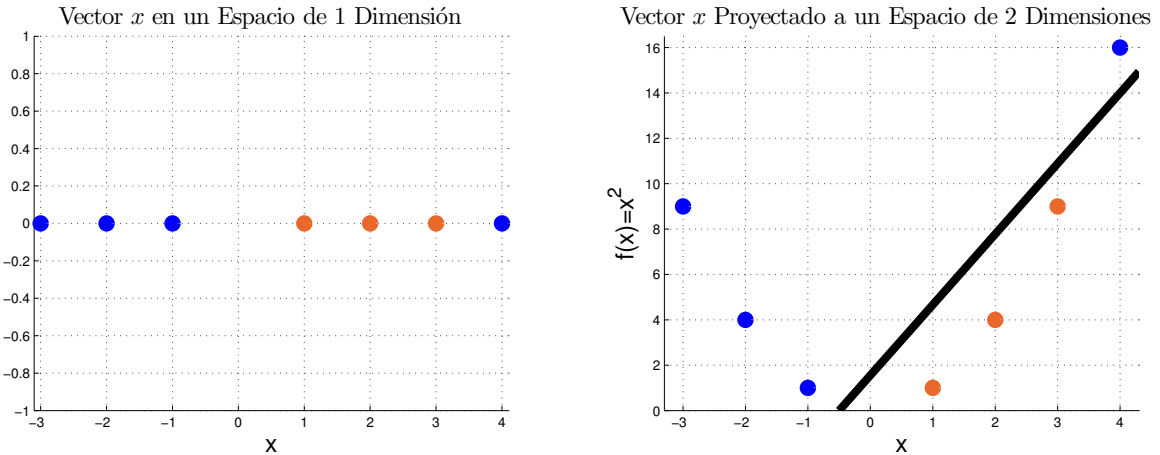 Vector x en un Espacio de 1 Dimensión
1
0.8
0.6
0.4
0.2
0
−0.2
−0.4
−0.6
−0.8
−1
−3 −2 −1 0 1 2 3 4
x
Vector x Proyectado a un Espacio de 2 Dimensiones
16
14
12
10
8
6
4
2
0
f(x)=x²
−3 −2 −1 0 1 2 3 4
x